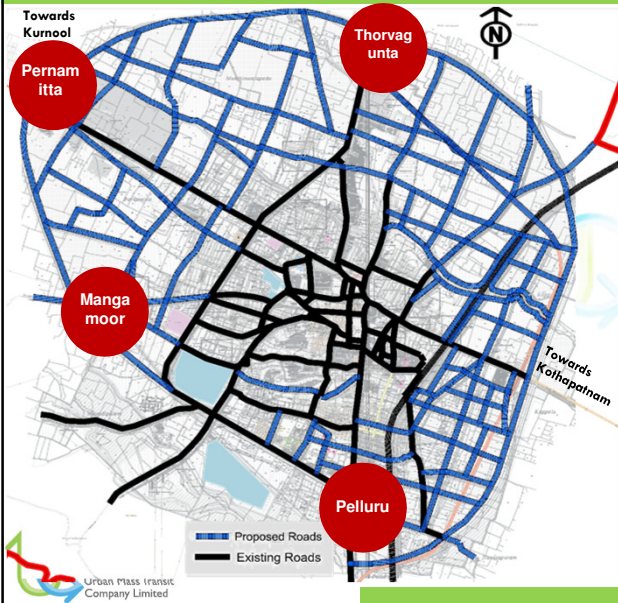 Towards
Kurnool
Thorvag
unta
N
Pernam
itta
Manga
moor
Towards
Kothapatnam
Pelluru
Proposed Roads
Existing Roads
Urban Mass Transit
Company Limited